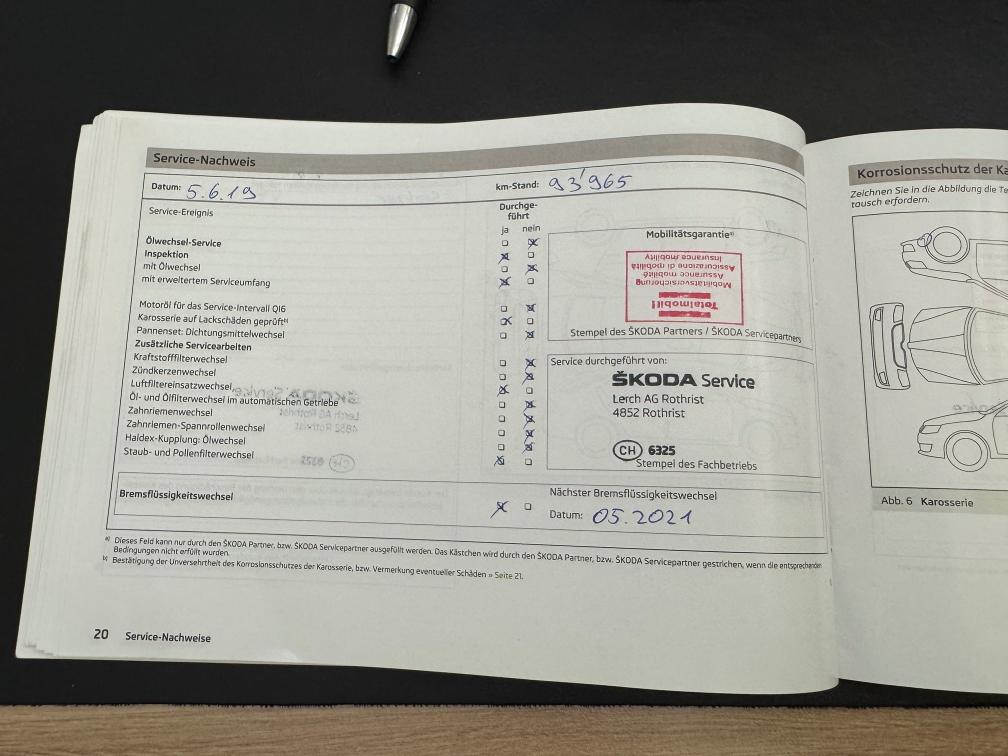 Service-Nachweis
Datum: 5.6.19
km-Stand: 93'965
Service-Ereignis
Durchge-
führt
ja nein
Ölwechsel-Service
Inspektion
mit Ölwechsel
mit erweitertem Serviceumfang
Motoröl für das Service-Intervall QI6
Karosserie auf Lackschäden geprüft b)
Pannenset: Dichtungsmittelwechsel
Zusätzliche Servicearbeiten
Kraftstofffilterwechsel
Zündkerzenwechsel
Luftfiltereinsatzwechsel
Öl- und Ölfilterwechsel im automatischen Getriebe
Zahnriemenwechsel
Zahnriemen-Spannrollenwechsel
Haldex-Kupplung: Ölwechsel
Staub- und Pollenfilterwechsel
Mobilitätsgarantie a)
Totalmobil!
Mobilitätsversicherung
Assurance mobilité
Assicurazione di mobilità
Insurance mobility
Stempel des ŠKODA Partners / ŠKODA Servicepartners
Service durchgeführt von:
ŠKODA Service
Lerch AG Rothrist
4852 Rothrist
CH 6325
Stempel des Fachbetriebs
Bremsflüssigkeitswechsel
Nächster Bremsflüssigkeitswechsel
Datum: 05.2021
a) Dieses Feld kann nur durch den ŠKODA Partner, bzw. ŠKODA Servicepartner ausgefüllt werden. Das Kästchen wird durch den ŠKODA Partner, bzw. ŠKODA Servicepartner gestrichen, wenn die entsprechenden
Bedingungen nicht erfüllt wurden.
b) Bestätigung der Unversehrtheit des Korrosionsschutzes der Karosserie, bzw. Vermerkung eventueller Schäden » Seite 21.
20 Service-Nachweise
Korrosionsschutz der Ka
Zeichnen Sie in die Abbildung die Te
tausch erfordern.
Abb. 6 Karosserie